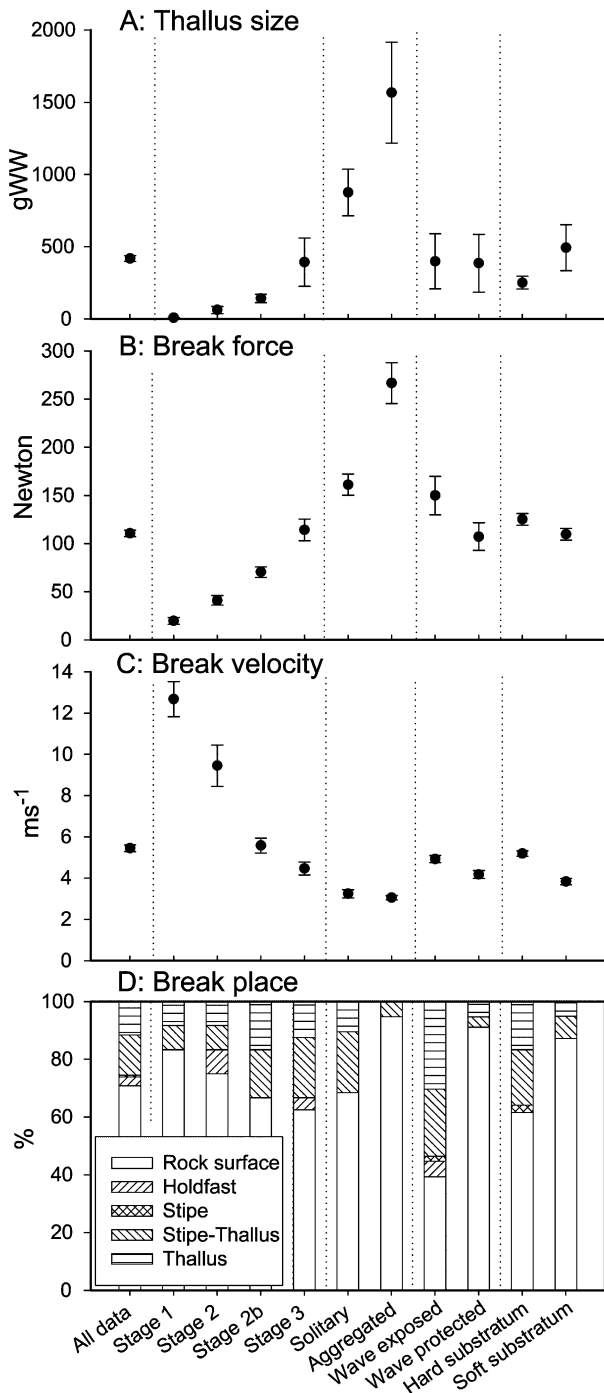 A: Thallus size
2000
1500
1000
500
0
gWW
B: Break force
300
250
200
150
100
50
0
Newton
C: Break velocity
14
12
10
8
6
4
2
0
ms⁻¹
D: Break place
100
80
60
40
20
0
%
Rock surface
Holdfast
Stipe
Stipe-Thallus
Thallus
All data
Stage 1
Stage 2
Stage 2b
Stage 3
Solitary
Aggregated
Wave exposed
Wave protected
Hard substratum
Soft substratum